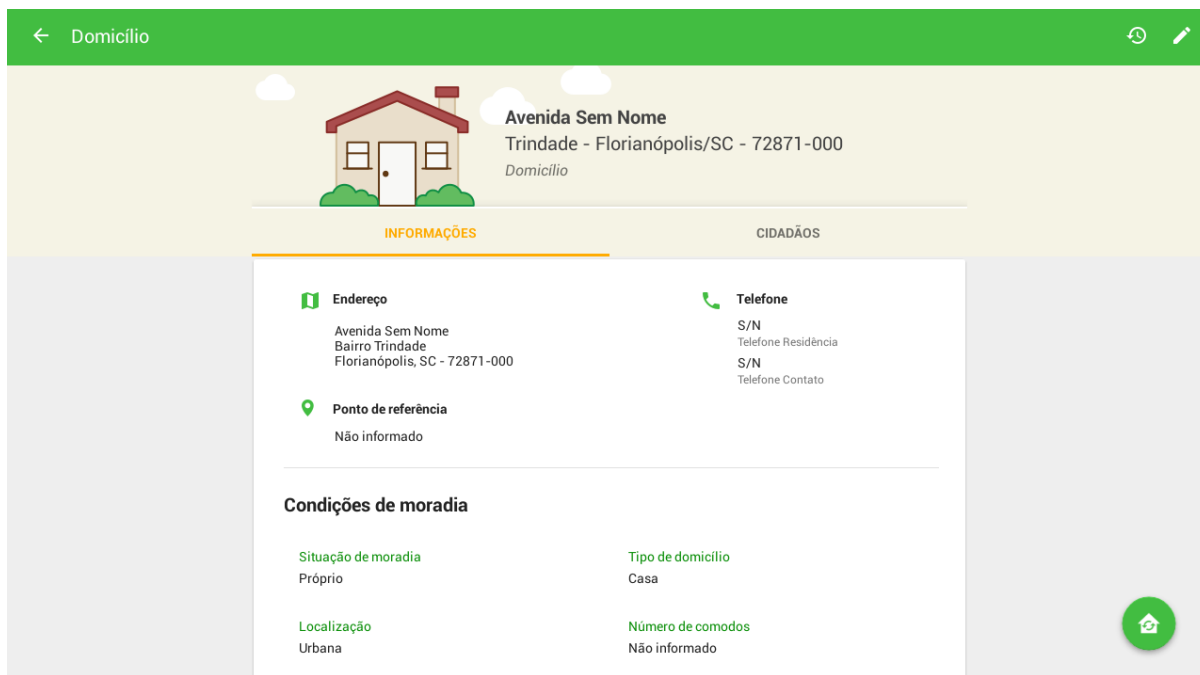 Domicílio
Avenida Sem Nome
Trindade - Florianópolis/SC - 72871-000
Domicílio
INFORMAÇÕES
CIDADÃOS
Endereço
Avenida Sem Nome
Bairro Trindade
Florianópolis, SC - 72871-000
Telefone
S/N
Telefone Residência
S/N
Telefone Contato
Ponto de referência
Não informado
Condições de moradia
Situação de moradia
Próprio
Tipo de domicílio
Casa
Localização
Urbana
Número de comodos
Não informado